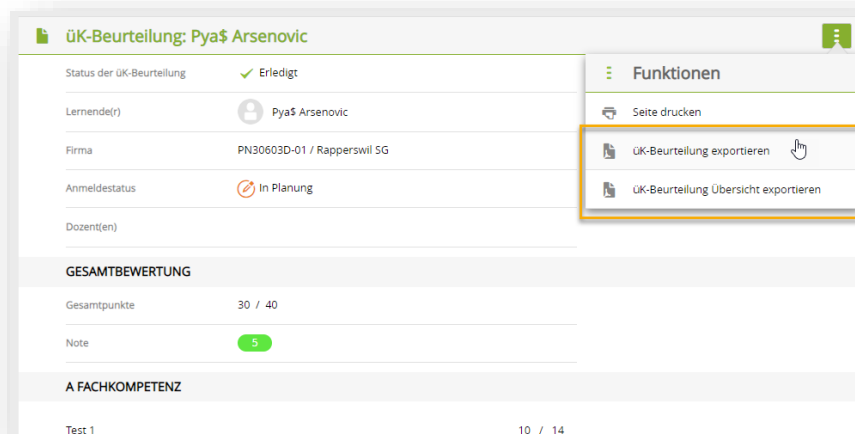 üK-Beurteilung: Pya$ Arsenovic
Status der üK-Beurteilung Erledigt
Lernende(r) Pya$ Arsenovic
Firma PN30603D-01 / Rapperswil SG
Anmeldestatus In Planung
Dozent(en)
GESAMTBEWERTUNG
Gesamtpunkte 30 / 40
Note 5
A FACHKOMPETENZ
Test 1 10 / 14
Funktionen
Seite drucken
üK-Beurteilung exportieren
üK-Beurteilung Übersicht exportieren